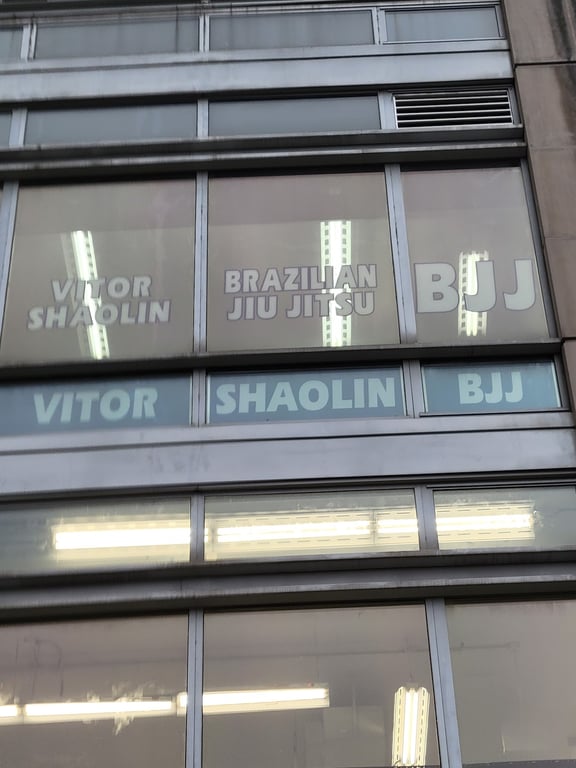 VITOR
SHAOLIN
BRAZILIAN
JIU JITSU
BJJ
VITOR SHAOLIN BJJ